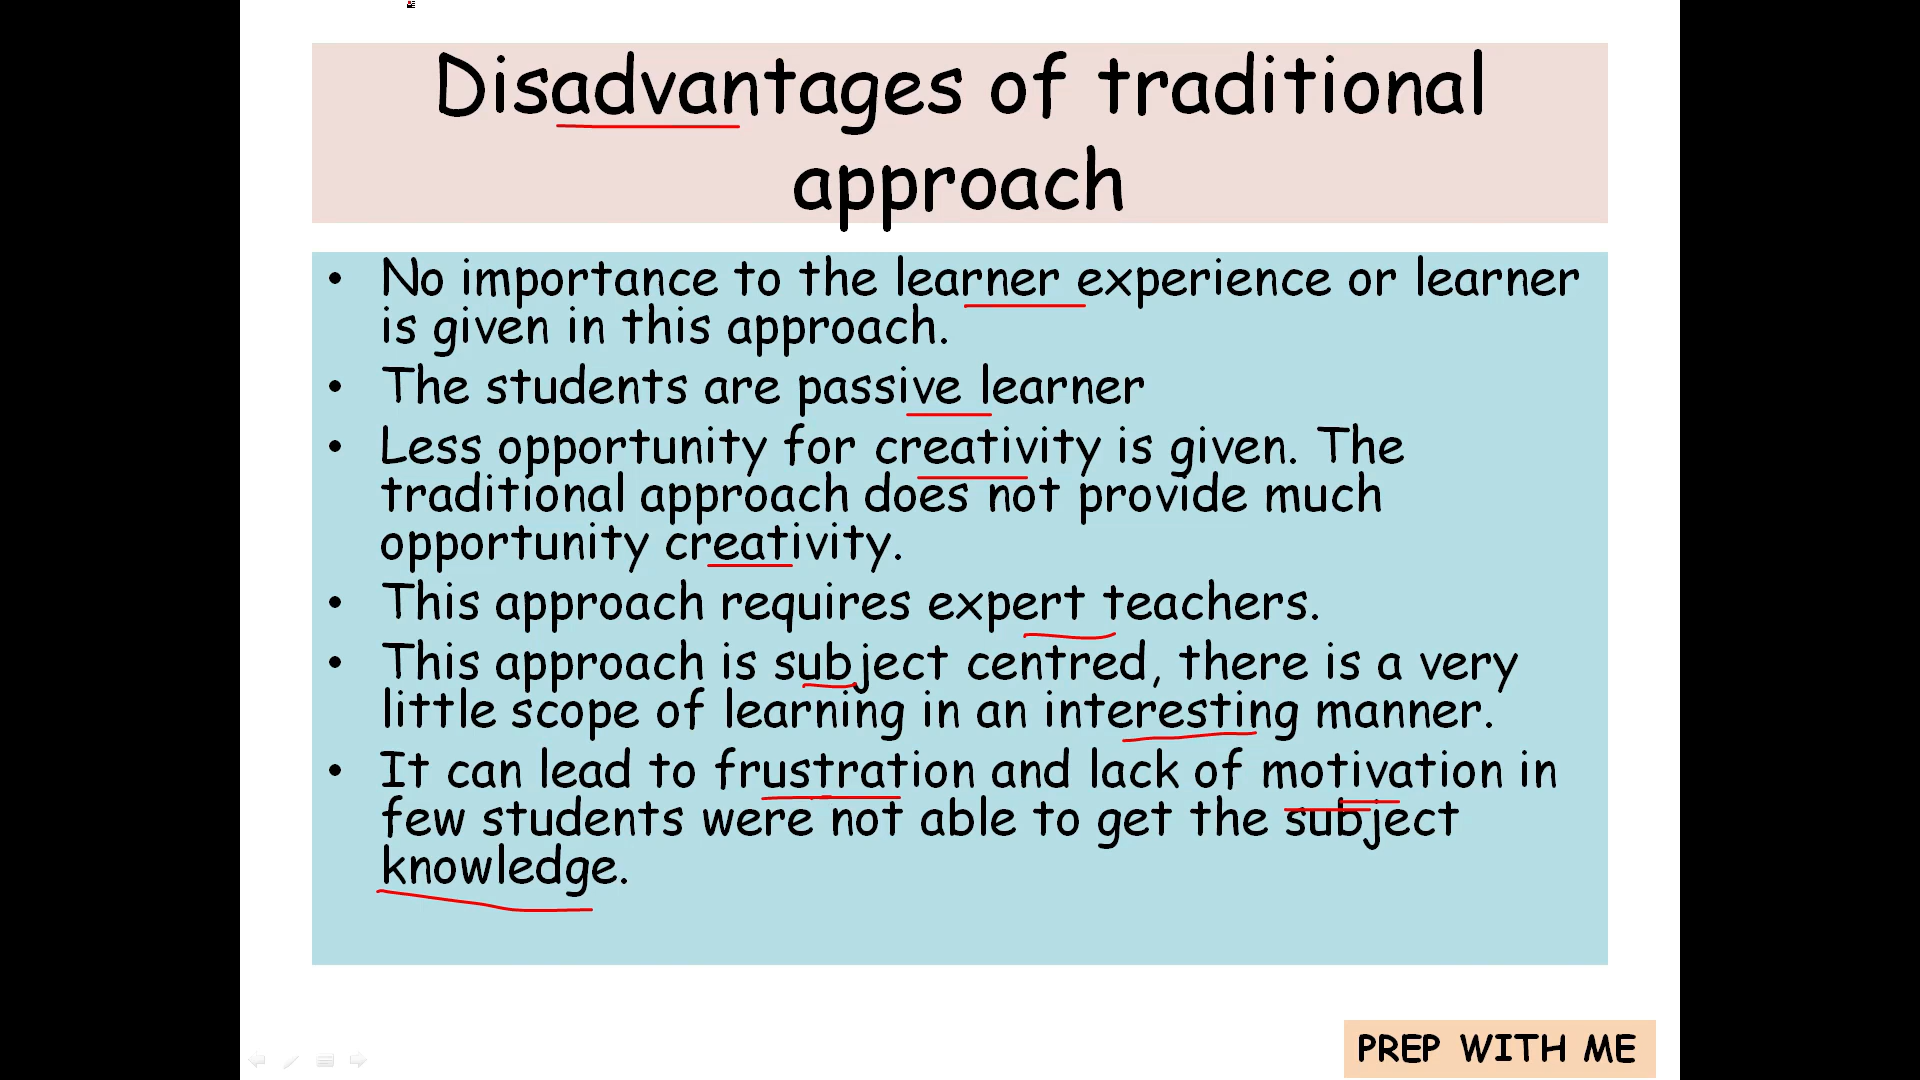 Disadvantages of traditional
approach
• No importance to the learner experience or learner
is given in this approach.
• The students are passive learner
• Less opportunity for creativity is given. The
traditional approach does not provide much
opportunity creativity.
• This approach requires expert teachers.
• This approach is subject centred, there is a very
little scope of learning in an interesting manner.
• It can lead to frustration and lack of motivation in
few students were not able to get the subject
knowledge.
PREP WITH ME